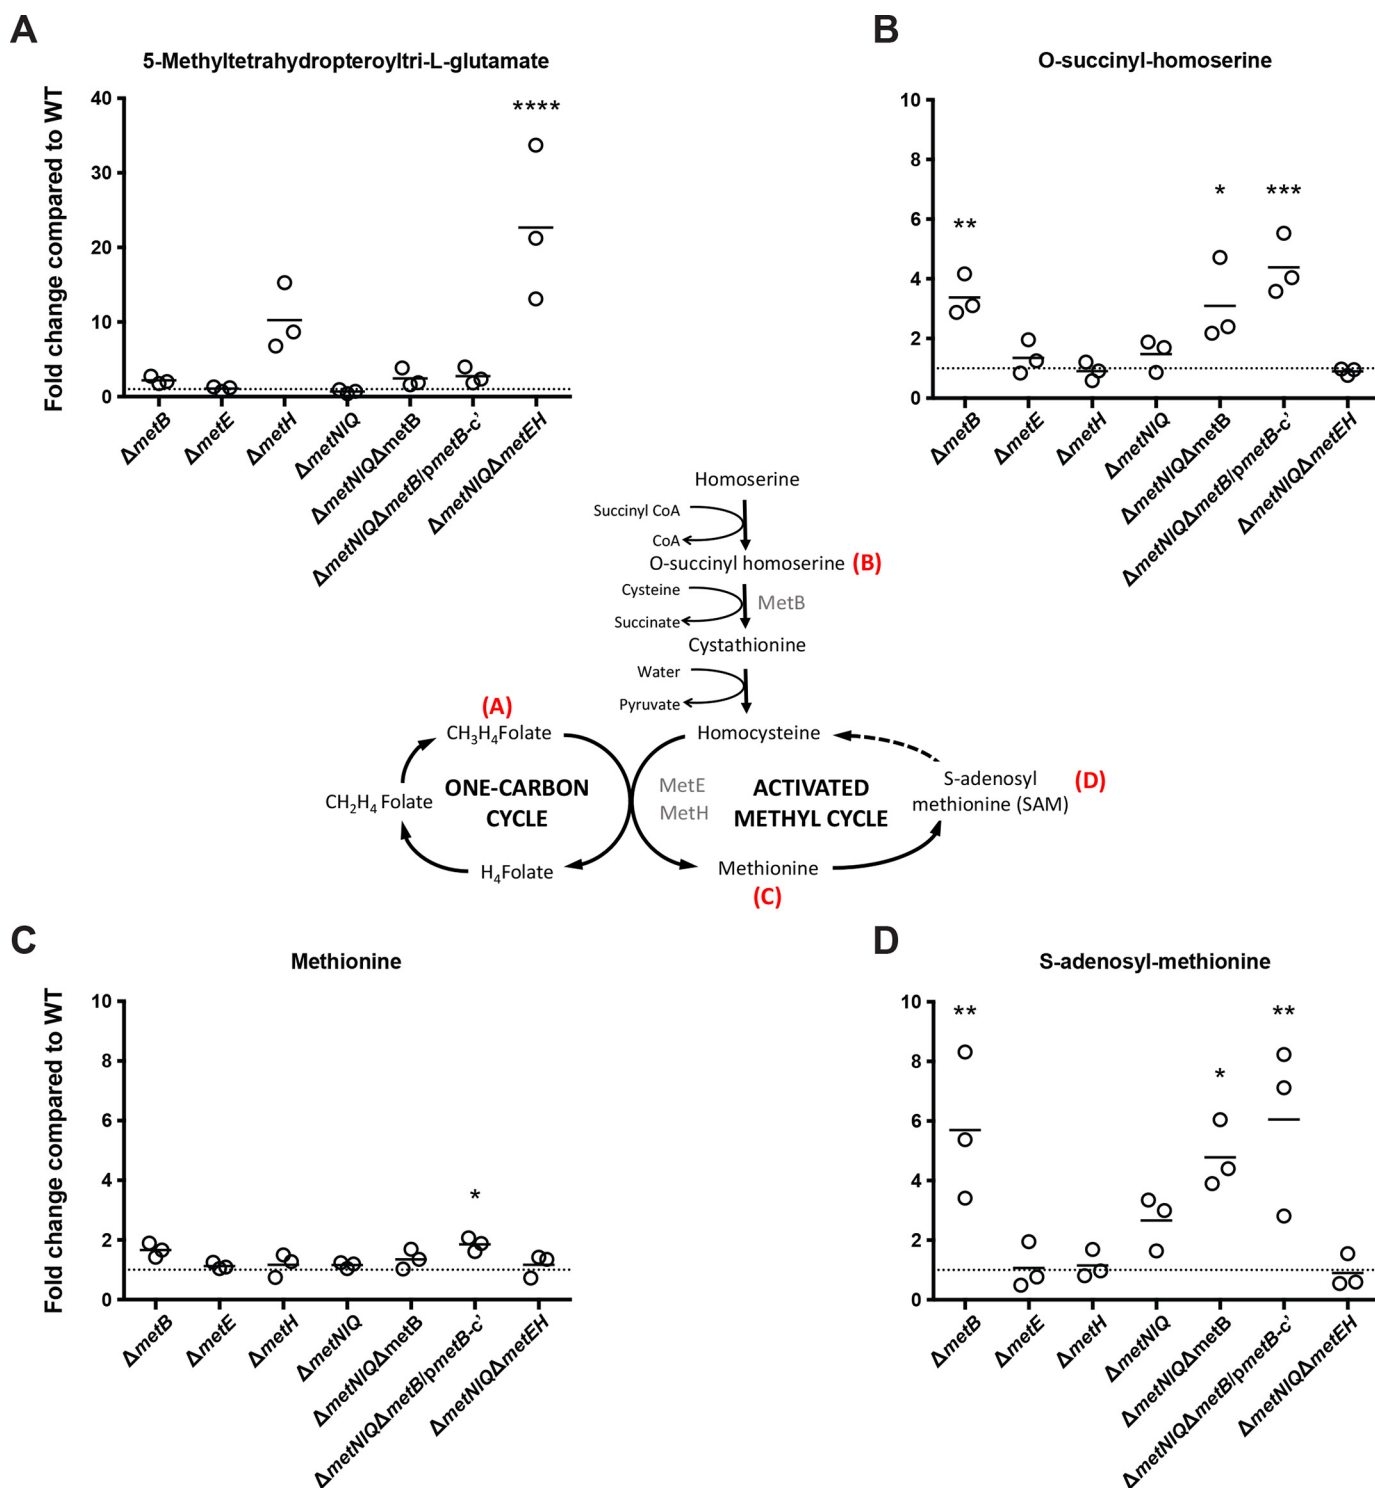 A
5-Methyltetrahydropteroyltri-L-glutamate
Fold change compared to WT
40
30
20
10
0
****
ΔmetB
ΔmetE
ΔmetH
ΔmetNIQ
ΔmetNIQΔmetB
ΔmetNIQΔmetB/pmetB-c'
ΔmetNIQΔmetEH
B
O-succinyl-homoserine
10
8
6
4
2
0
**
*
***
ΔmetB
ΔmetE
ΔmetH
ΔmetNIQ
ΔmetNIQΔmetB
ΔmetNIQΔmetB/pmetB-c'
ΔmetNIQΔmetEH
Homoserine
Succinyl CoA
CoA
O-succinyl homoserine (B)
Cysteine
MetB
Succinate
Cystathionine
Water
Pyruvate
(A)
CH₃H₄Folate
Homocysteine
CH₂H₄ Folate
ONE-CARBON
CYCLE
MetE
MetH
ACTIVATED
METHYL CYCLE
S-adenosyl
methionine (SAM)
(D)
H₄Folate
Methionine
(C)
C
Methionine
Fold change compared to WT
10
8
6
4
2
0
*
ΔmetB
ΔmetE
ΔmetH
ΔmetNIQ
ΔmetNIQΔmetB
ΔmetNIQΔmetB/pmetB-c'
ΔmetNIQΔmetEH
D
S-adenosyl-methionine
10
8
6
4
2
0
**
*
**
ΔmetB
ΔmetE
ΔmetH
ΔmetNIQ
ΔmetNIQΔmetB
ΔmetNIQΔmetB/pmetB-c'
ΔmetNIQΔmetEH